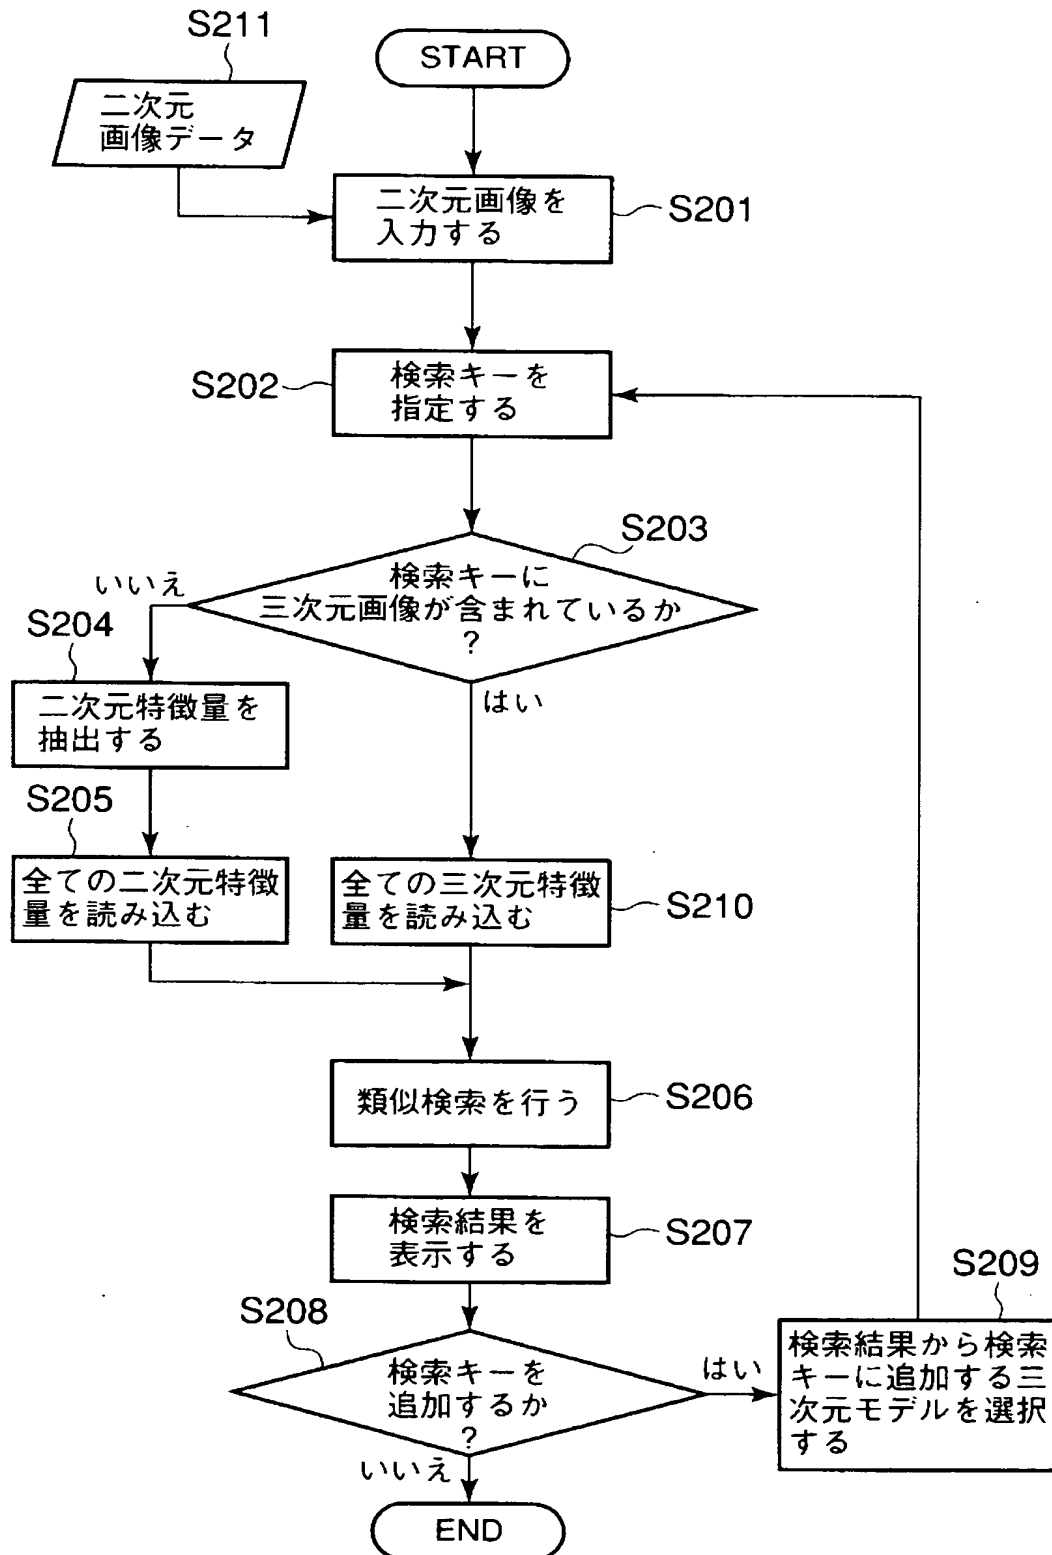 S211
START
二次元
画像データ
二次元画像を
入力する
S201
S202
検索キーを
指定する
S203
検索キーに
三次元画像が含まれているか
?
いいえ
はい
S204
二次元特徴量を
抽出する
S205
全ての二次元特徴
量を読み込む
全ての三次元特徴
量を読み込む
S210
類似検索を行う
S206
検索結果を
表示する
S207
S208
検索キーを
追加するか
?
はい
いいえ
S209
検索結果から検索
キーに追加する三
次元モデルを選択
する
END